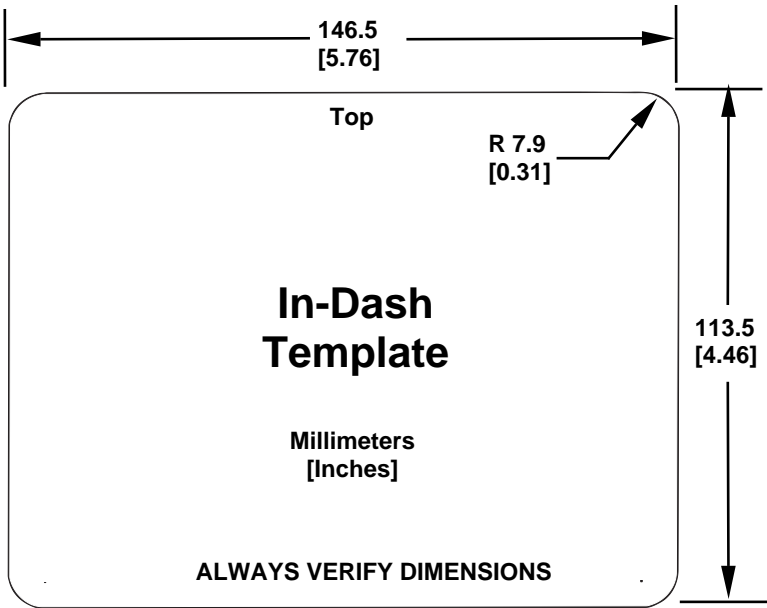 146.5
[5.76]
Top
R 7.9
[0.31]
In-Dash
Template
113.5
[4.46]
Millimeters
[Inches]
ALWAYS VERIFY DIMENSIONS